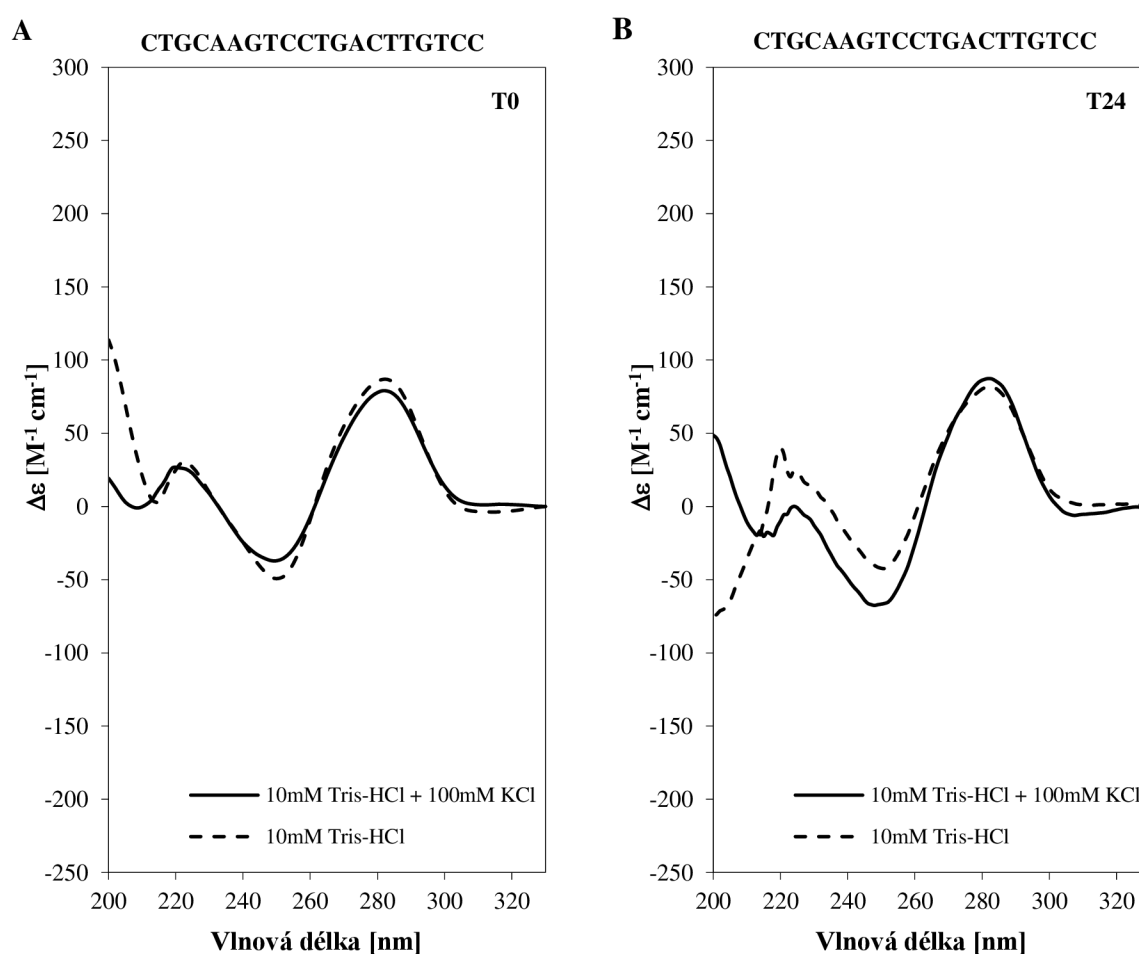 A
CTGCAAGTCCTGACTTGTCC
T0
300
250
200
150
100
50
0
-50
-100
-150
-200
-250
Δε [M-1 cm-1]
10mM Tris-HCl + 100mM KCl
10mM Tris-HCl
200 220 240 260 280 300 320
Vlnová délka [nm]
B
CTGCAAGTCCTGACTTGTCC
T24
300
250
200
150
100
50
0
-50
-100
-150
-200
-250
Δε [M-1 cm-1]
10mM Tris-HCl + 100mM KCl
10mM Tris-HCl
200 220 240 260 280 300 320
Vlnová délka [nm]